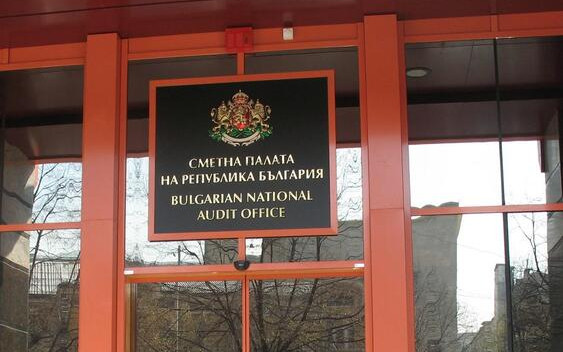 СМЕТНА ПАЛАТА
НА РЕПУБЛИКА БЪЛГАРИЯ
BULGARIAN NATIONAL
AUDIT OFFICE